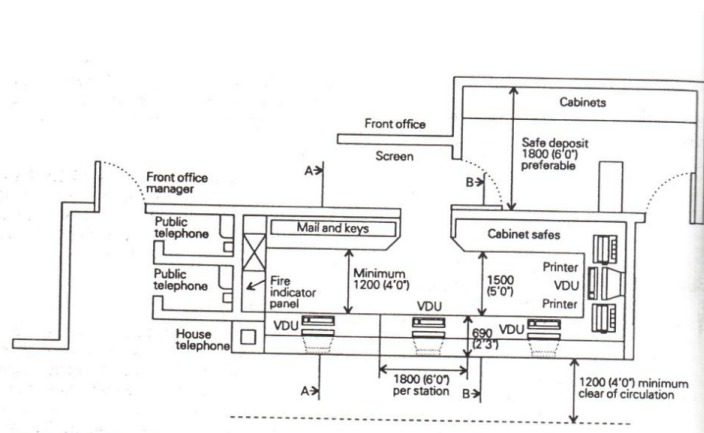 Cabinets
Front office
Screen
Safe deposit
1800 (6'0")
preferable
A
B
Front office
manager
Public
telephone
Mail and keys
Cabinet safes
Public
telephone
Fire
indicator
panel
Minimum
1200 (4'0")
1500
(5'0")
Printer
VDU
Printer
VDU
VDU
VDU
690
(2'3")
House
telephone
A
1800 (6'0")
per station
B
1200 (4'0") minimum
clear of circulation